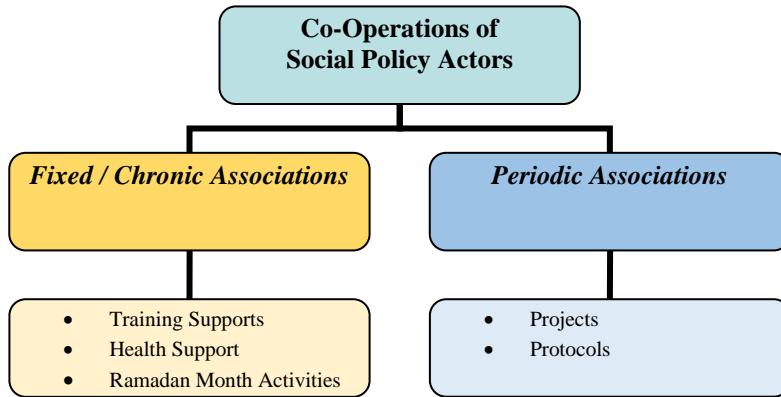 Co-Operations of
Social Policy Actors
Fixed / Chronic Associations
Periodic Associations
• Training Supports
• Health Support
• Ramadan Month Activities
• Projects
• Protocols